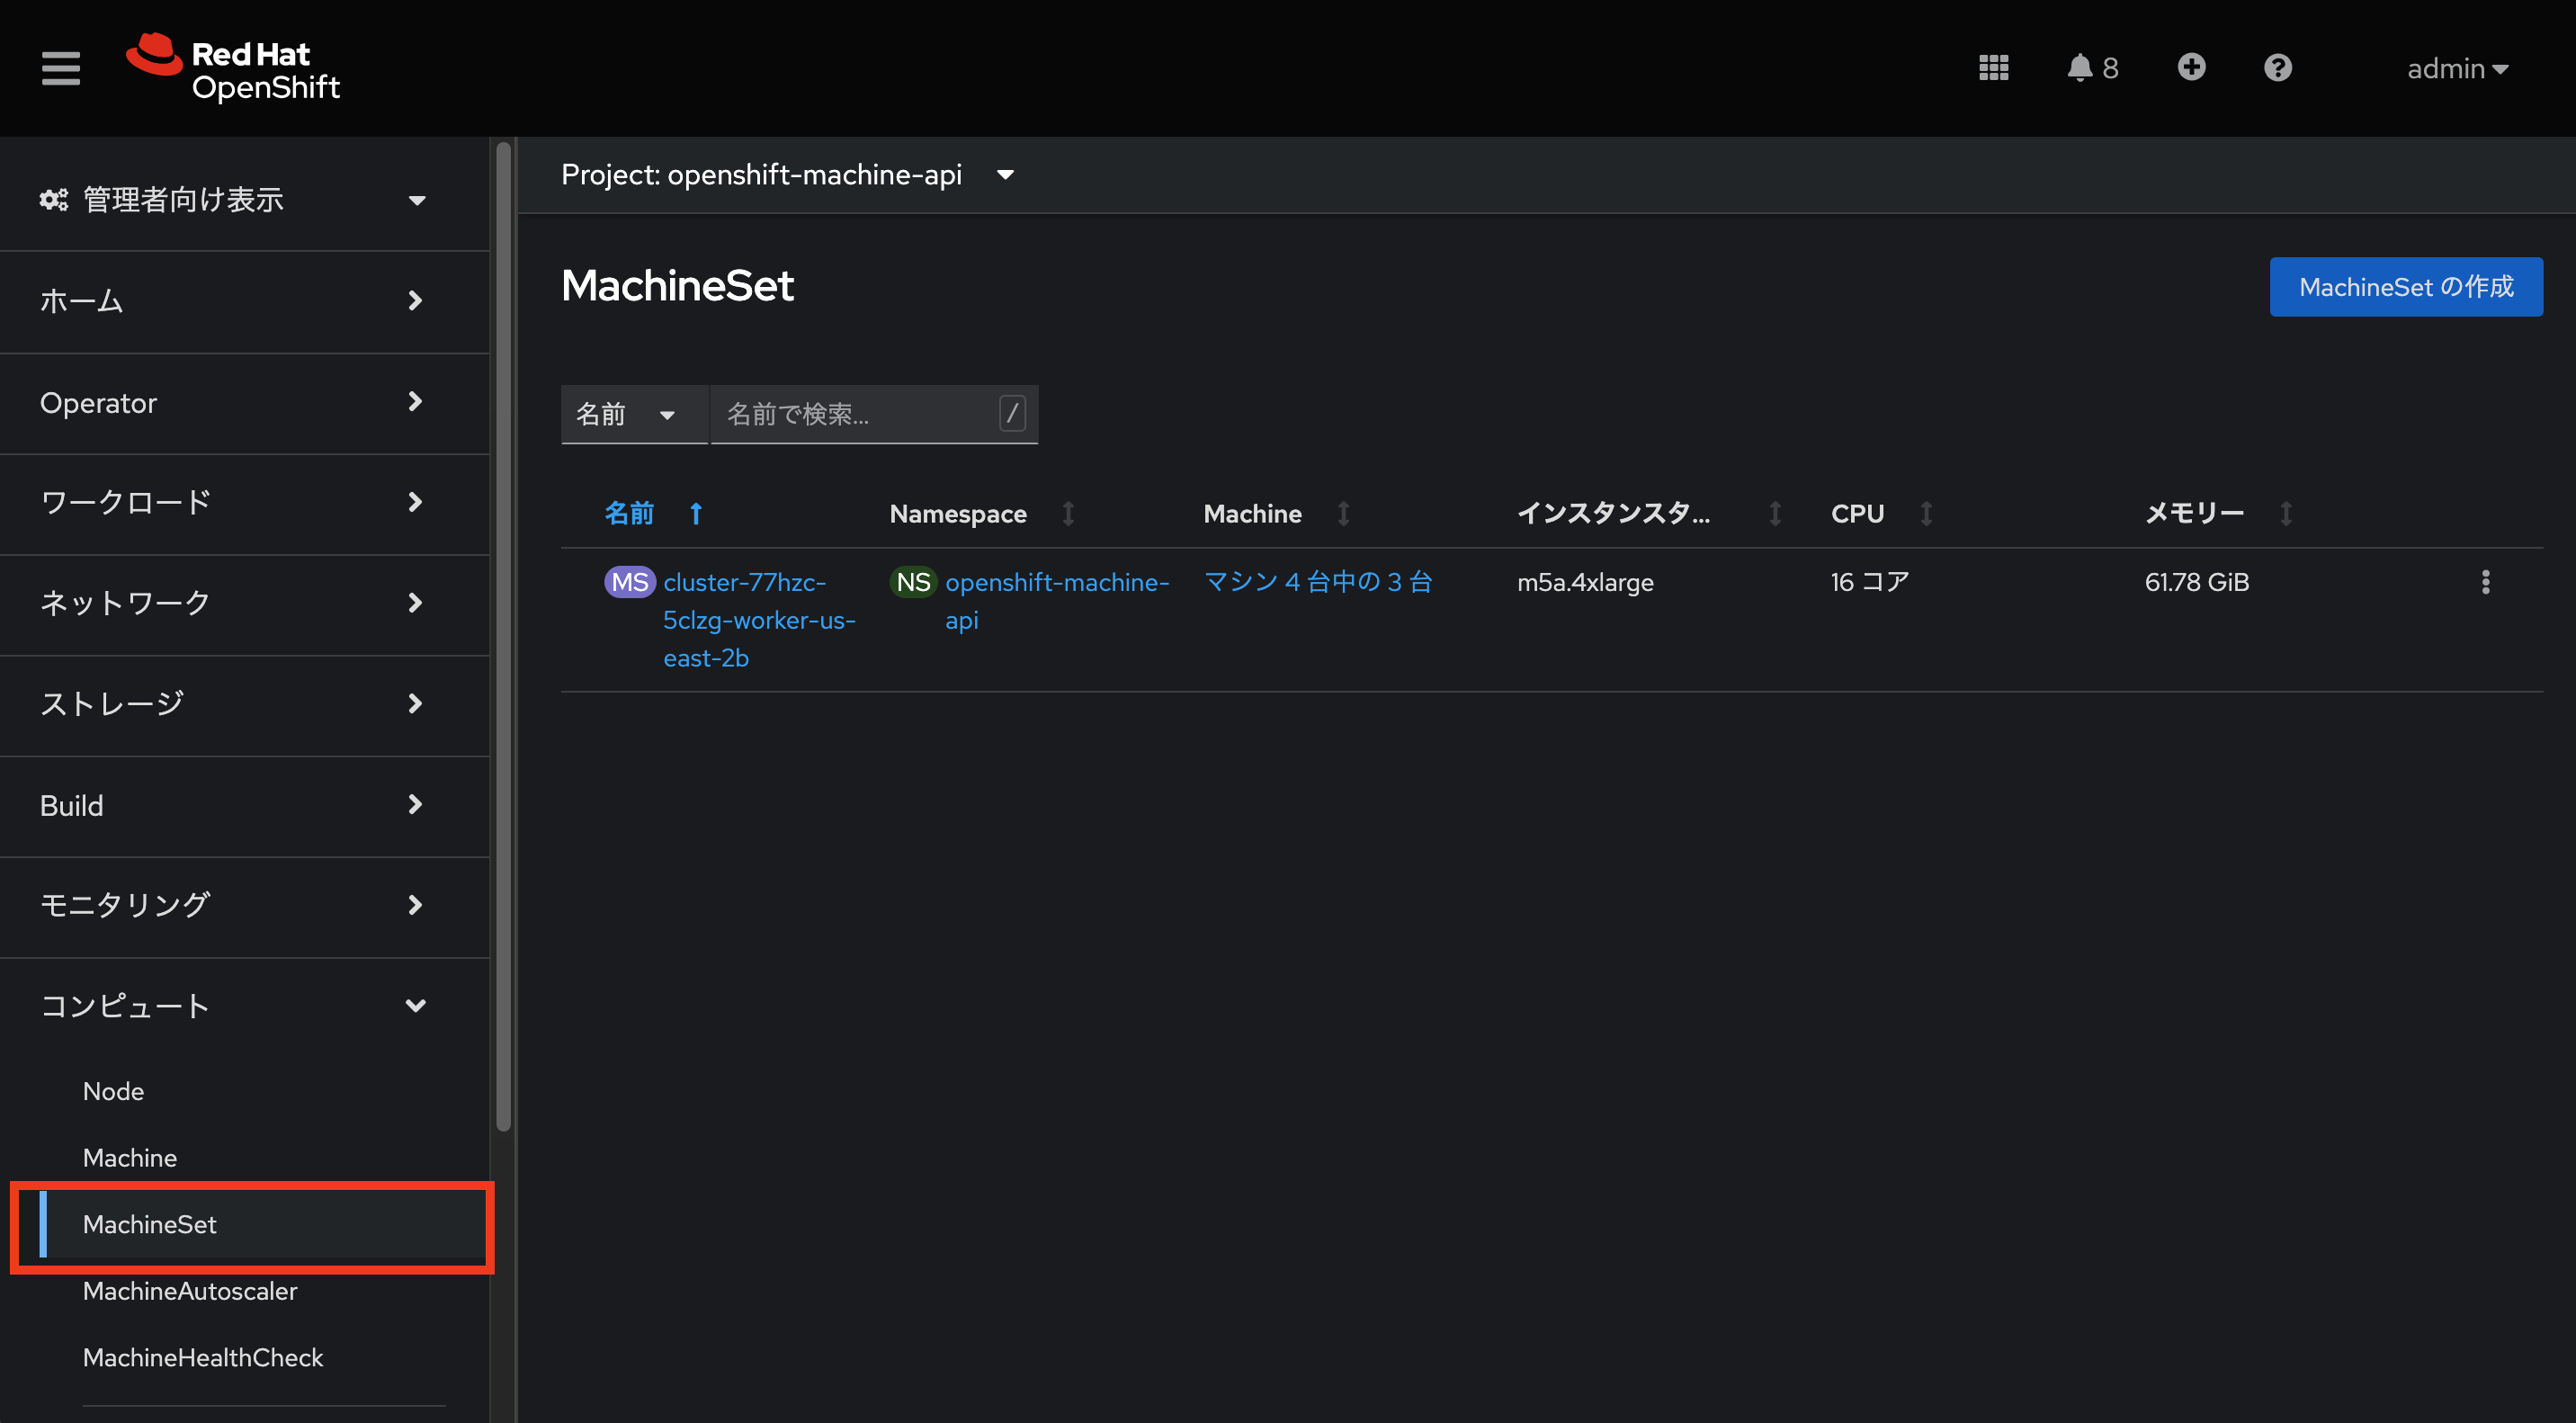 Red Hat
OpenShift
8
admin
管理者向け表示
ホーム
Operator
ワークロード
ネットワーク
ストレージ
Build
モニタリング
コンピュート
Node
Machine
MachineSet
MachineAutoscaler
MachineHealthCheck
Project: openshift-machine-api
MachineSet
MachineSet の作成
名前
名前で検索...
/
名前 Namespace Machine インスタンスタ... CPU メモリー
MS cluster-77hzc-
5clzg-worker-us-
east-2b
NS openshift-machine-
api
マシン 4 台中の 3 台
m5a.4xlarge
16 コア
61.78 GiB